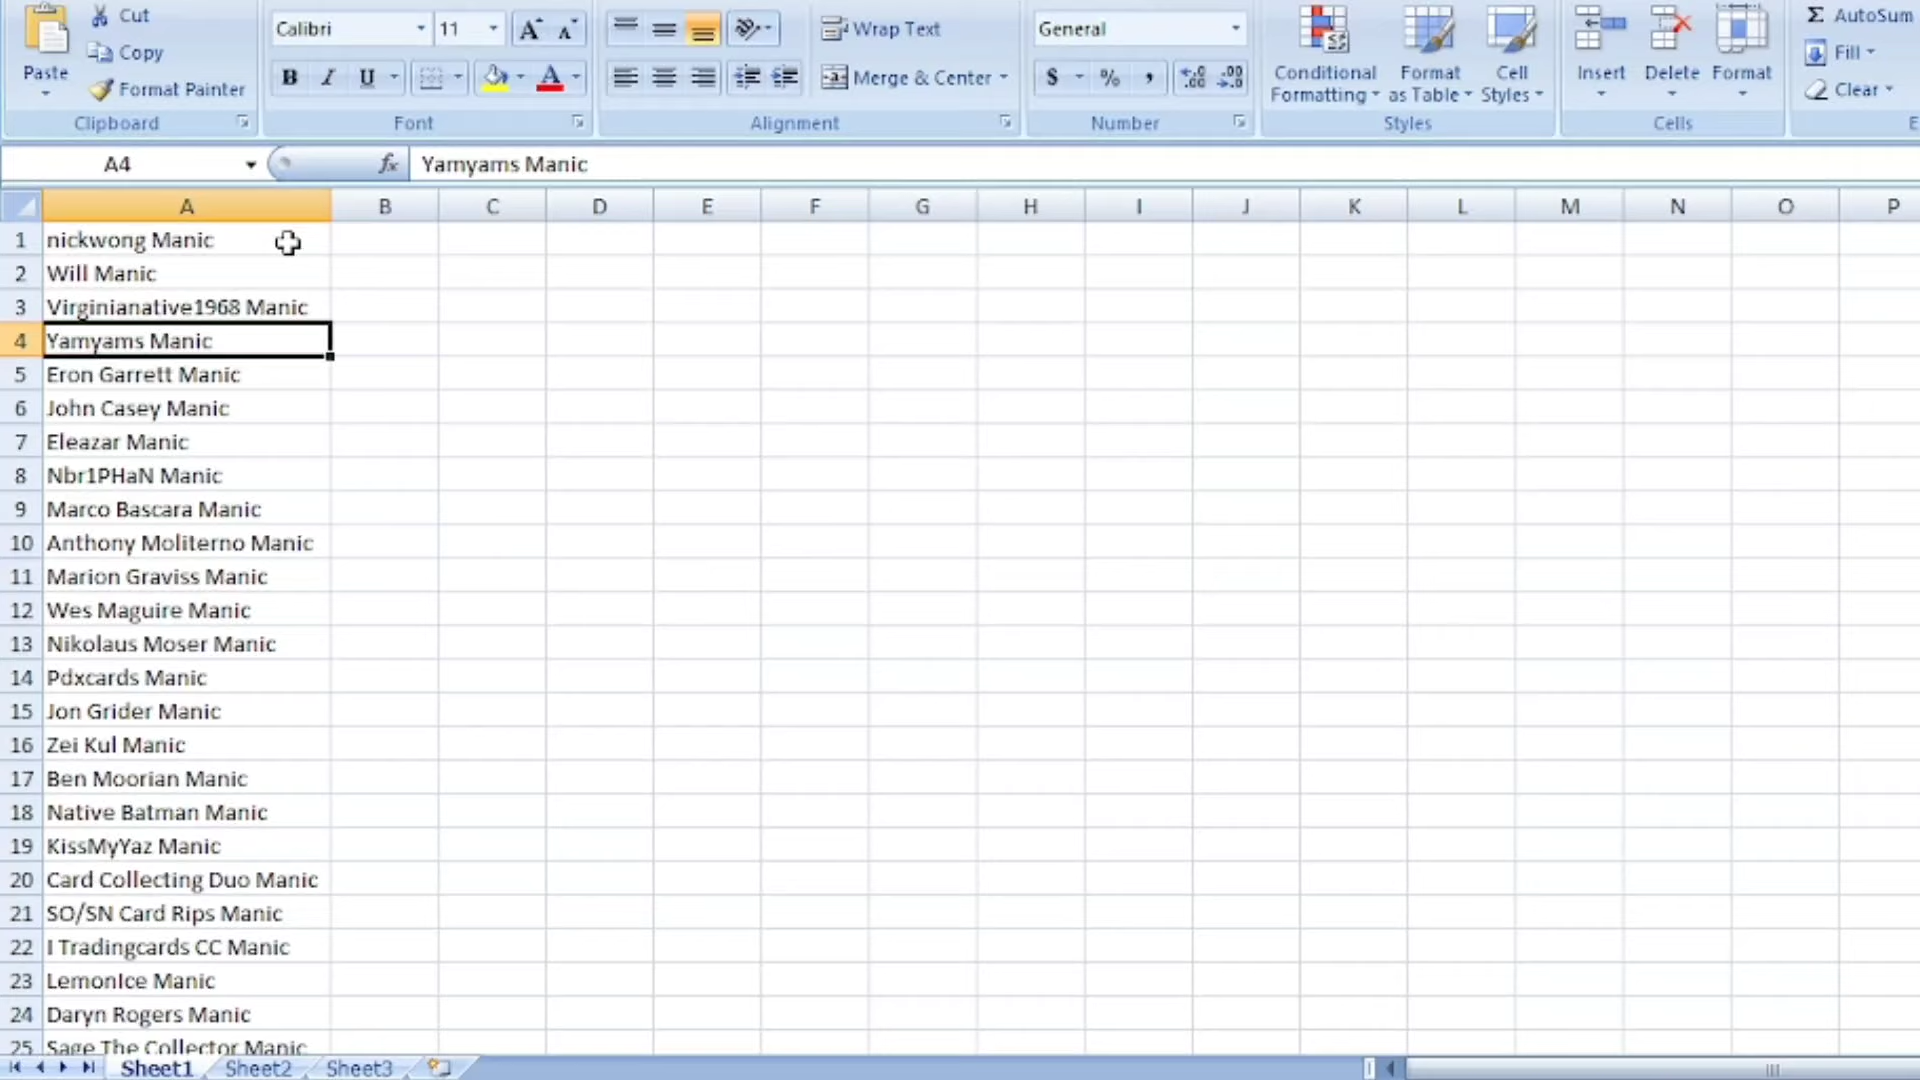 Cut
Calibri 11 A A Wrap Text General AutoSum
Copy Fill
Paste B I U A Merge & Center $ % , .00 Conditional Formatting Format as Table Cell Styles Insert Delete Format
Format Painter Clear
Clipboard Font Alignment Number Styles Cells E
A4 fx Yamyams Manic
A B C D E F G H I J K L M N O P
1 nickwong Manic
2 Will Manic
3 Virginianative1968 Manic
4 Yamyams Manic
5 Eron Garrett Manic
6 John Casey Manic
7 Eleazar Manic
8 Nbr1PHaN Manic
9 Marco Bascara Manic
10 Anthony Moliterno Manic
11 Marion Graviss Manic
12 Wes Maguire Manic
13 Nikolaus Moser Manic
14 Pdxcards Manic
15 Jon Grider Manic
16 Zei Kul Manic
17 Ben Moorian Manic
18 Native Batman Manic
19 KissMyYaz Manic
20 Card Collecting Duo Manic
21 SO/SN Card Rips Manic
22 I Tradingcards CC Manic
23 LemonIce Manic
24 Daryn Rogers Manic
25 Sage The Collector Manic
Sheet1 Sheet2 Sheet3